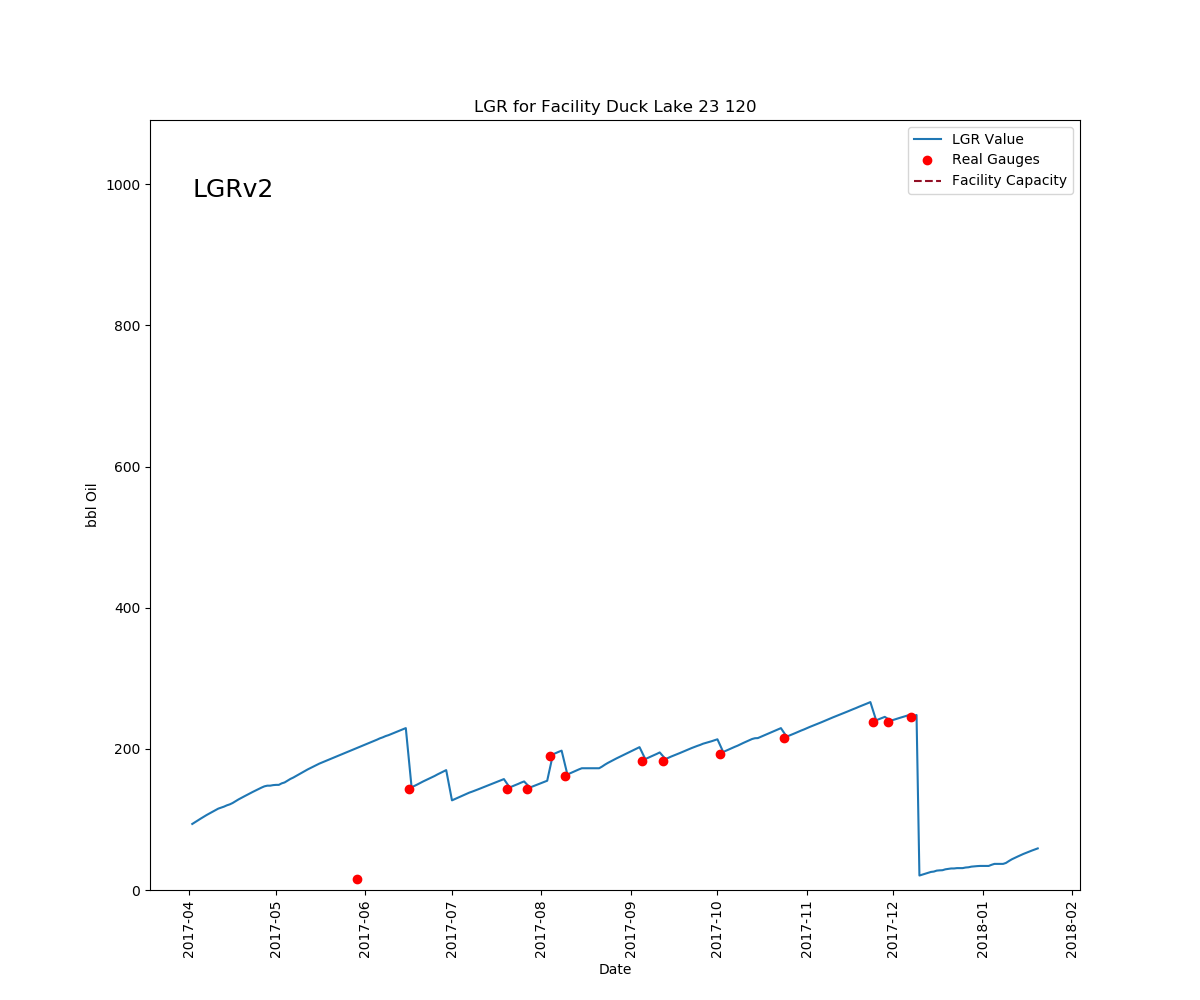 LGR for Facility Duck Lake 23 120
LGR Value
Real Gauges
Facility Capacity
LGRv2
1000
800
600
400
200
0
bbl Oil
2017-04
2017-05
2017-06
2017-07
2017-08
2017-09
2017-10
2017-11
2017-12
2018-01
2018-02
Date